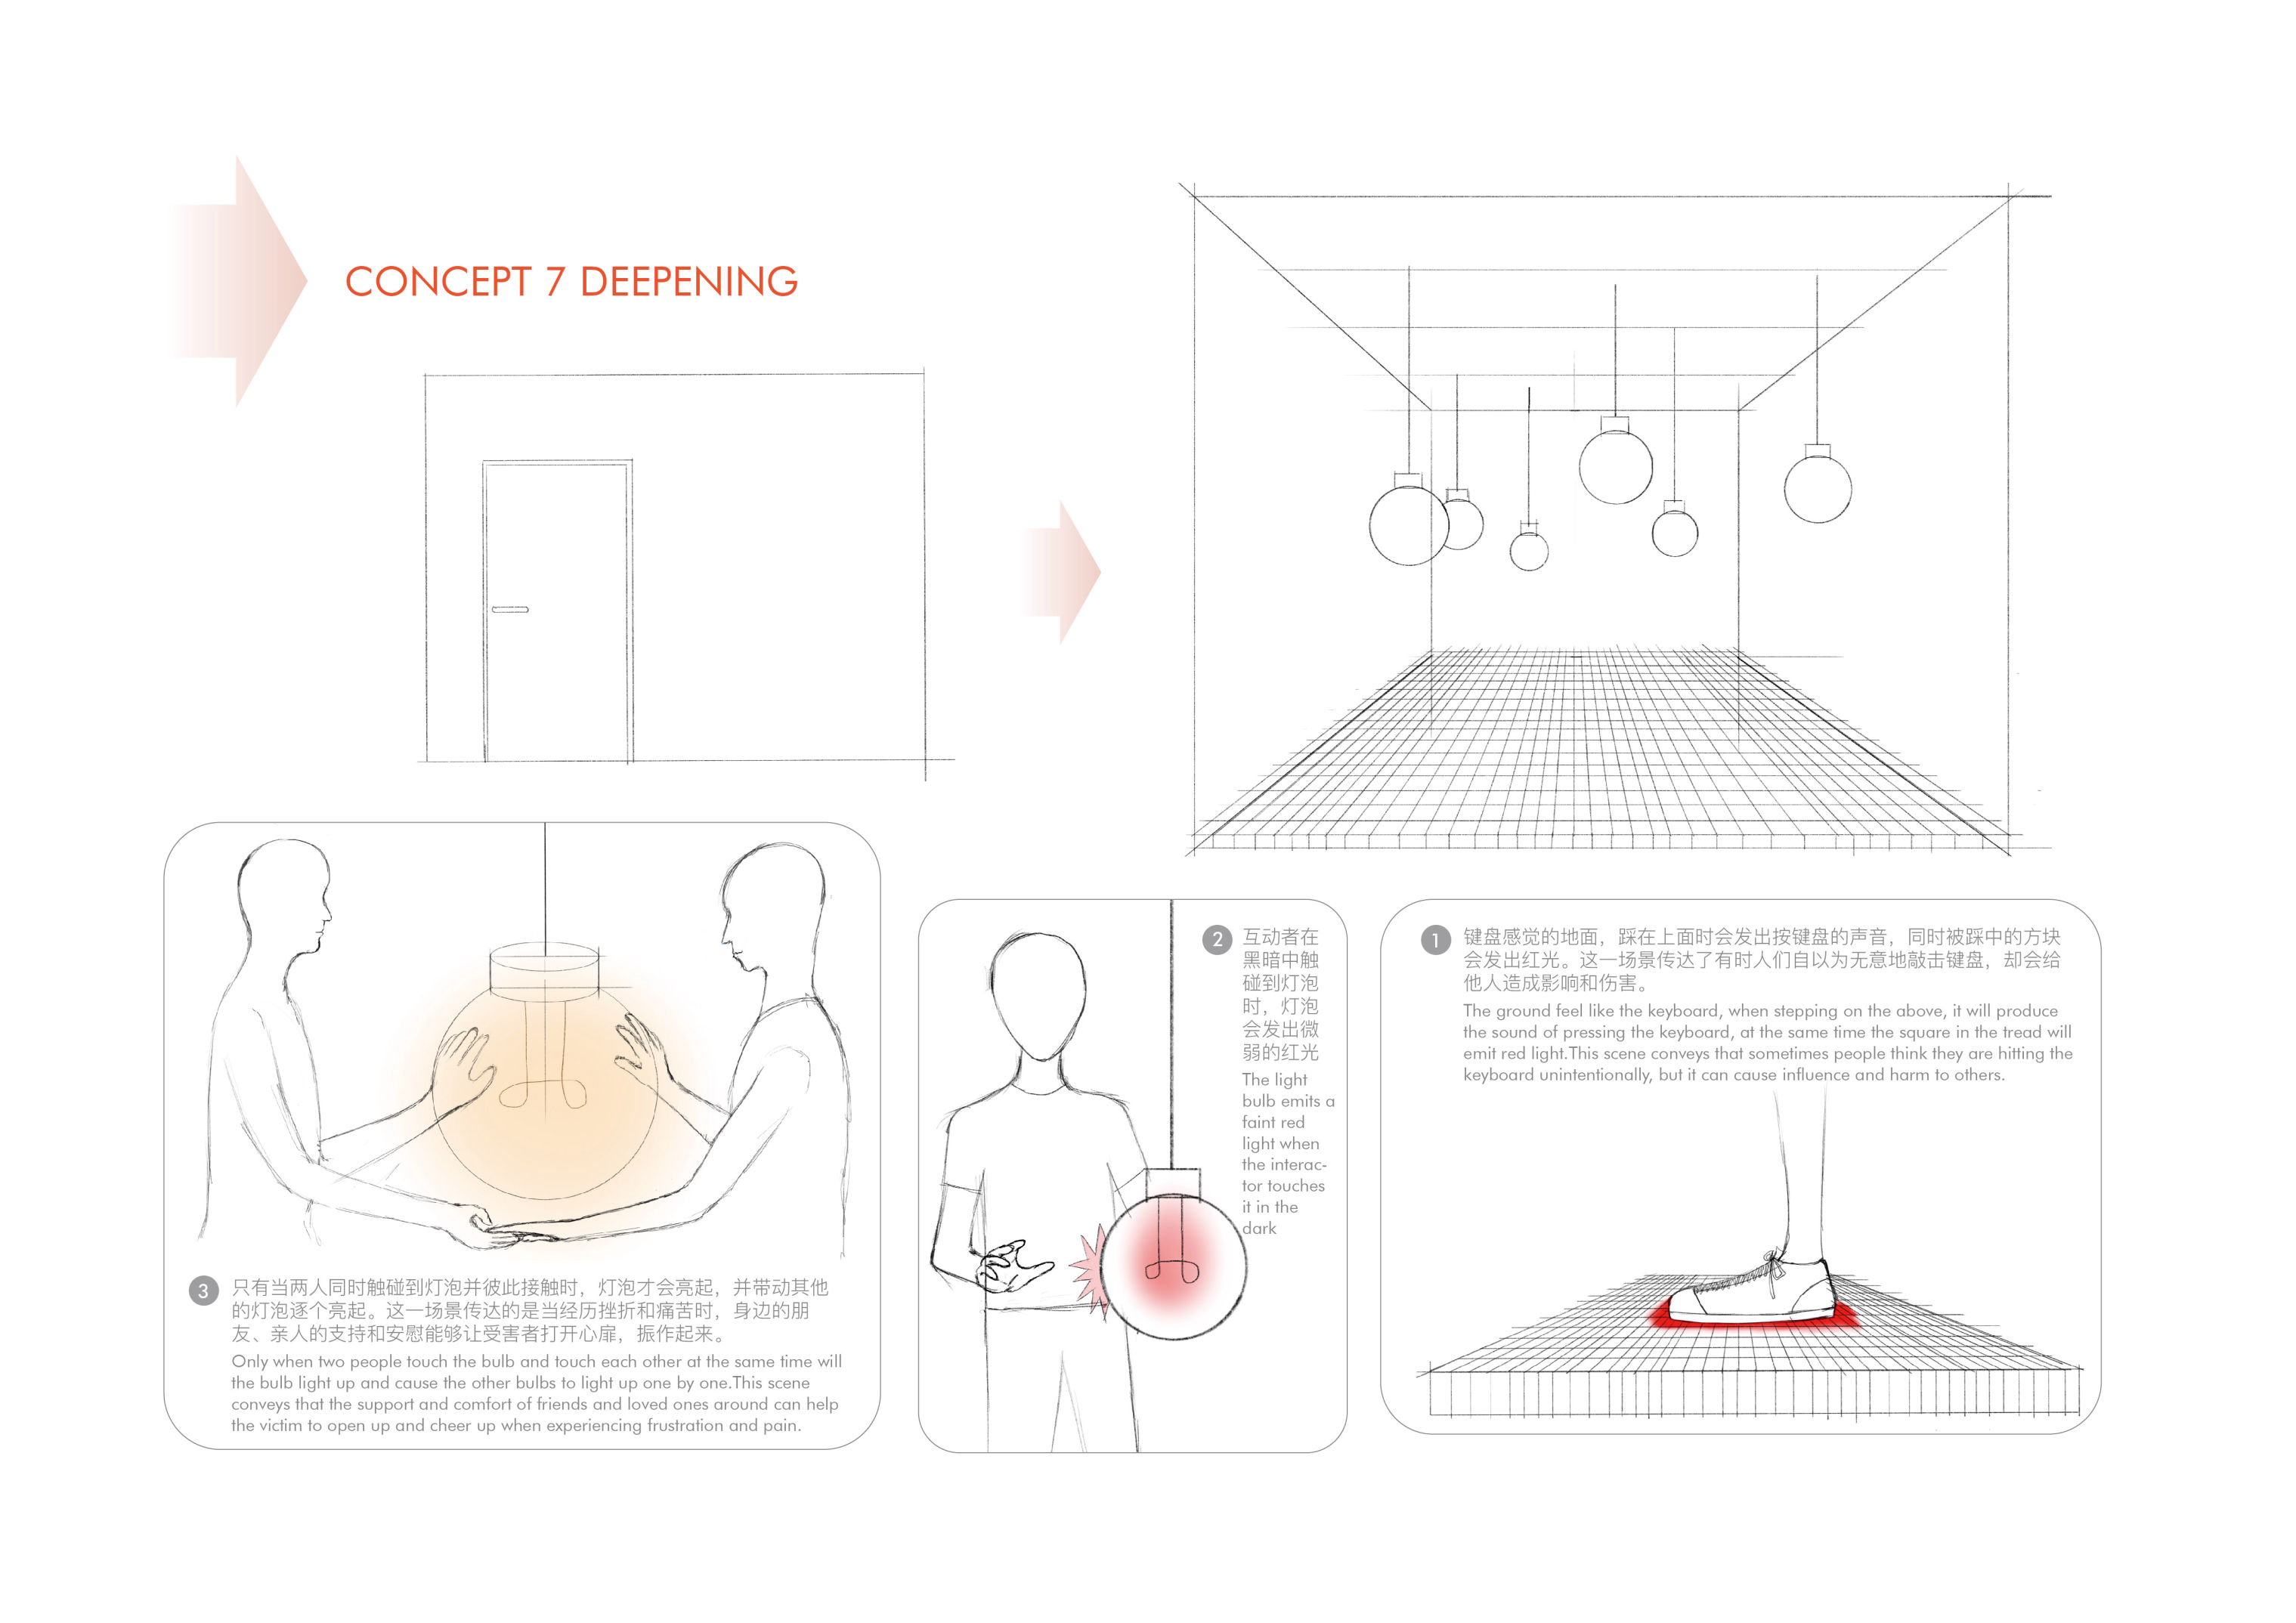 CONCEPT 7 DEEPENING
1
键盘感觉的地面，踩在上面时会发出按键盘的声音，同时被踩中的方块
会发出红光。这一场景传达了有时人们自以为无意地敲击键盘，却会给
他人造成影响和伤害。
The ground feel like the keyboard, when stepping on the above, it will produce
the sound of pressing the keyboard, at the same time the square in the tread will
emit red light.This scene conveys that sometimes people think they are hitting the
keyboard unintentionally, but it can cause influence and harm to others.
2
互动者在
黑暗中触
碰到灯泡
时，灯泡
会发出微
弱的红光
The light
bulb emits a
faint red
light when
the interac-
tor touches
it in the
dark
3
只有当两人同时触碰到灯泡并彼此接触时，灯泡才会亮起，并带动其他
的灯泡逐个亮起。这一场景传达的是当经历挫折和痛苦时，身边的朋
友、亲人的支持和安慰能够让受害者打开心扉，振作起来。
Only when two people touch the bulb and touch each other at the same time will
the bulb light up and cause the other bulbs to light up one by one.This scene
conveys that the support and comfort of friends and loved ones around can help
the victim to open up and cheer up when experiencing frustration and pain.